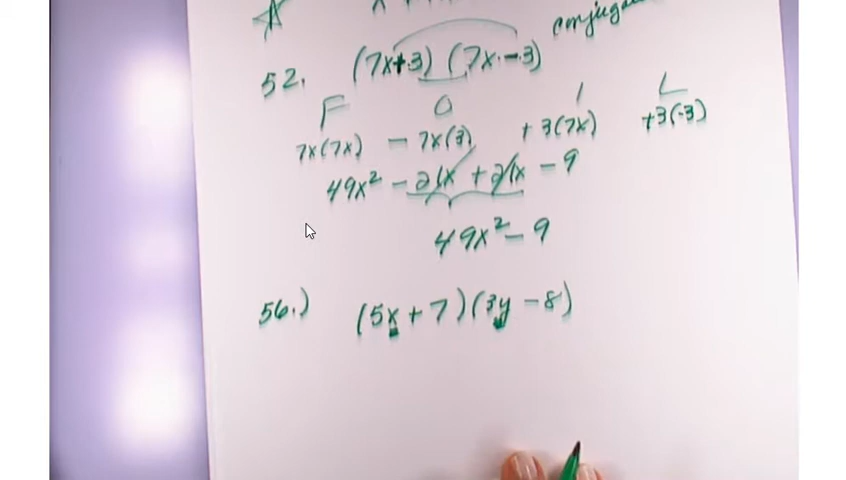 52. (7x+3) (7x-3)
F O I L
7x(7x) - 7x(3) + 3(7x) +3(-3)
49x² - 21x + 21x - 9
49x² - 9
56.) (5x + 7)(3y - 8)